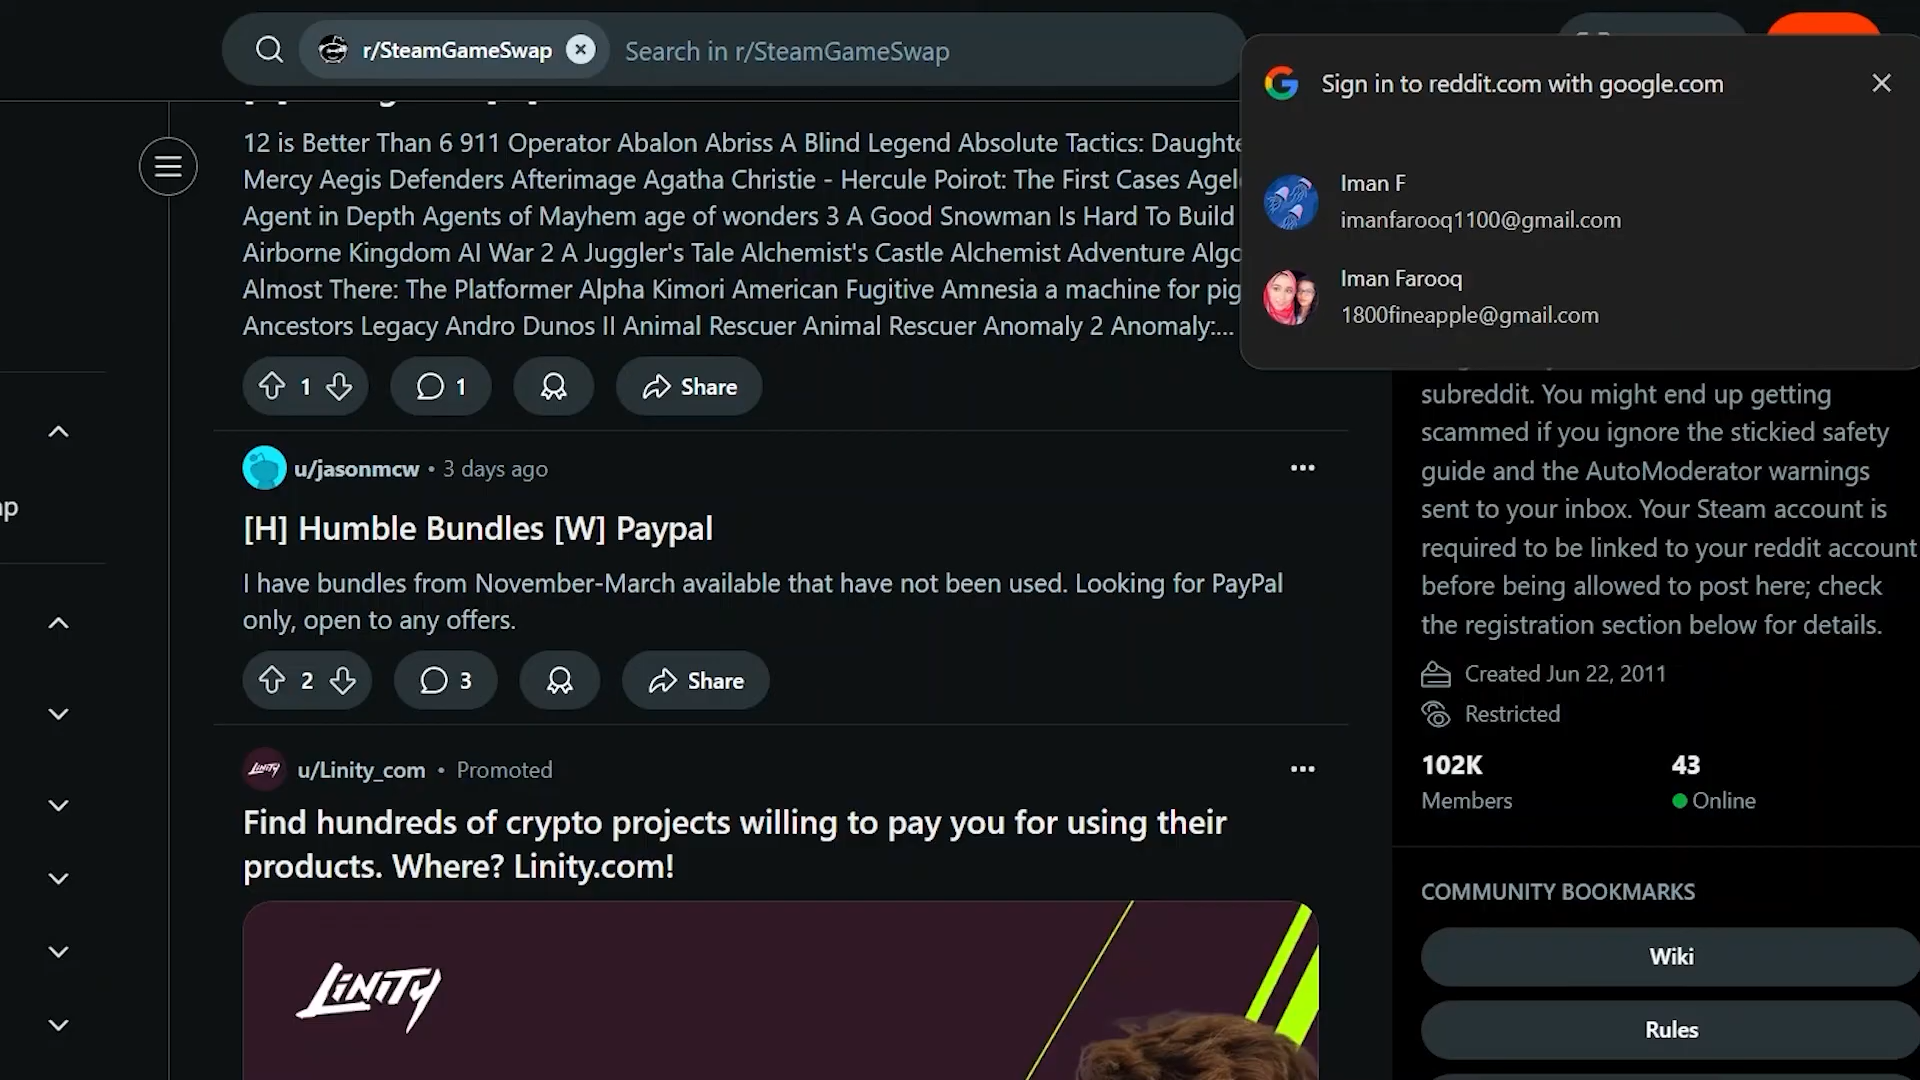 r/SteamGameSwap
Search in r/SteamGameSwap
Sign in to reddit.com with google.com
Iman F
imanfarooq1100@gmail.com
Iman Farooq
1800fineapple@gmail.com
12 is Better Than 6 911 Operator Abalon Abriss A Blind Legend Absolute Tactics: Daughte
Mercy Aegis Defenders Afterimage Agatha Christie - Hercule Poirot: The First Cases Agel
Agent in Depth Agents of Mayhem age of wonders 3 A Good Snowman Is Hard To Build
Airborne Kingdom AI War 2 A Juggler's Tale Alchemist's Castle Alchemist Adventure Algo
Almost There: The Platformer Alpha Kimori American Fugitive Amnesia a machine for pig
Ancestors Legacy Andro Dunos II Animal Rescuer Animal Rescuer Anomaly 2 Anomaly:...
1
1
Share
u/jasonmcw • 3 days ago
[H] Humble Bundles [W] Paypal
I have bundles from November-March available that have not been used. Looking for PayPal
only, open to any offers.
2
3
Share
u/Linity_com • Promoted
Find hundreds of crypto projects willing to pay you for using their
products. Where? Linity.com!
LINITY
subreddit. You might end up getting
scammed if you ignore the stickied safety
guide and the AutoModerator warnings
sent to your inbox. Your Steam account is
required to be linked to your reddit account
before being allowed to post here; check
the registration section below for details.
Created Jun 22, 2011
Restricted
102K
Members
43
Online
COMMUNITY BOOKMARKS
Wiki
Rules